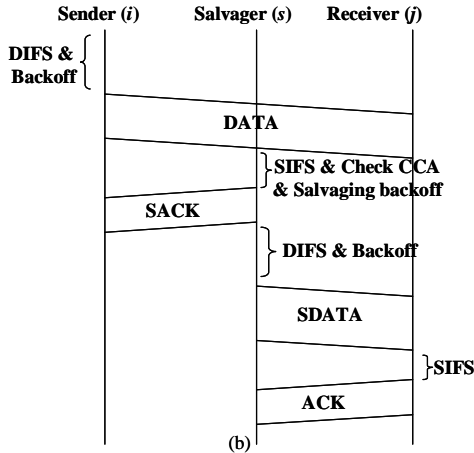 Sender (i) Salvager (s) Receiver (j)
DIFS &
Backoff
DATA
SIFS & Check CCA
& Salvaging backoff
SACK
DIFS & Backoff
SDATA
SIFS
ACK
(b)